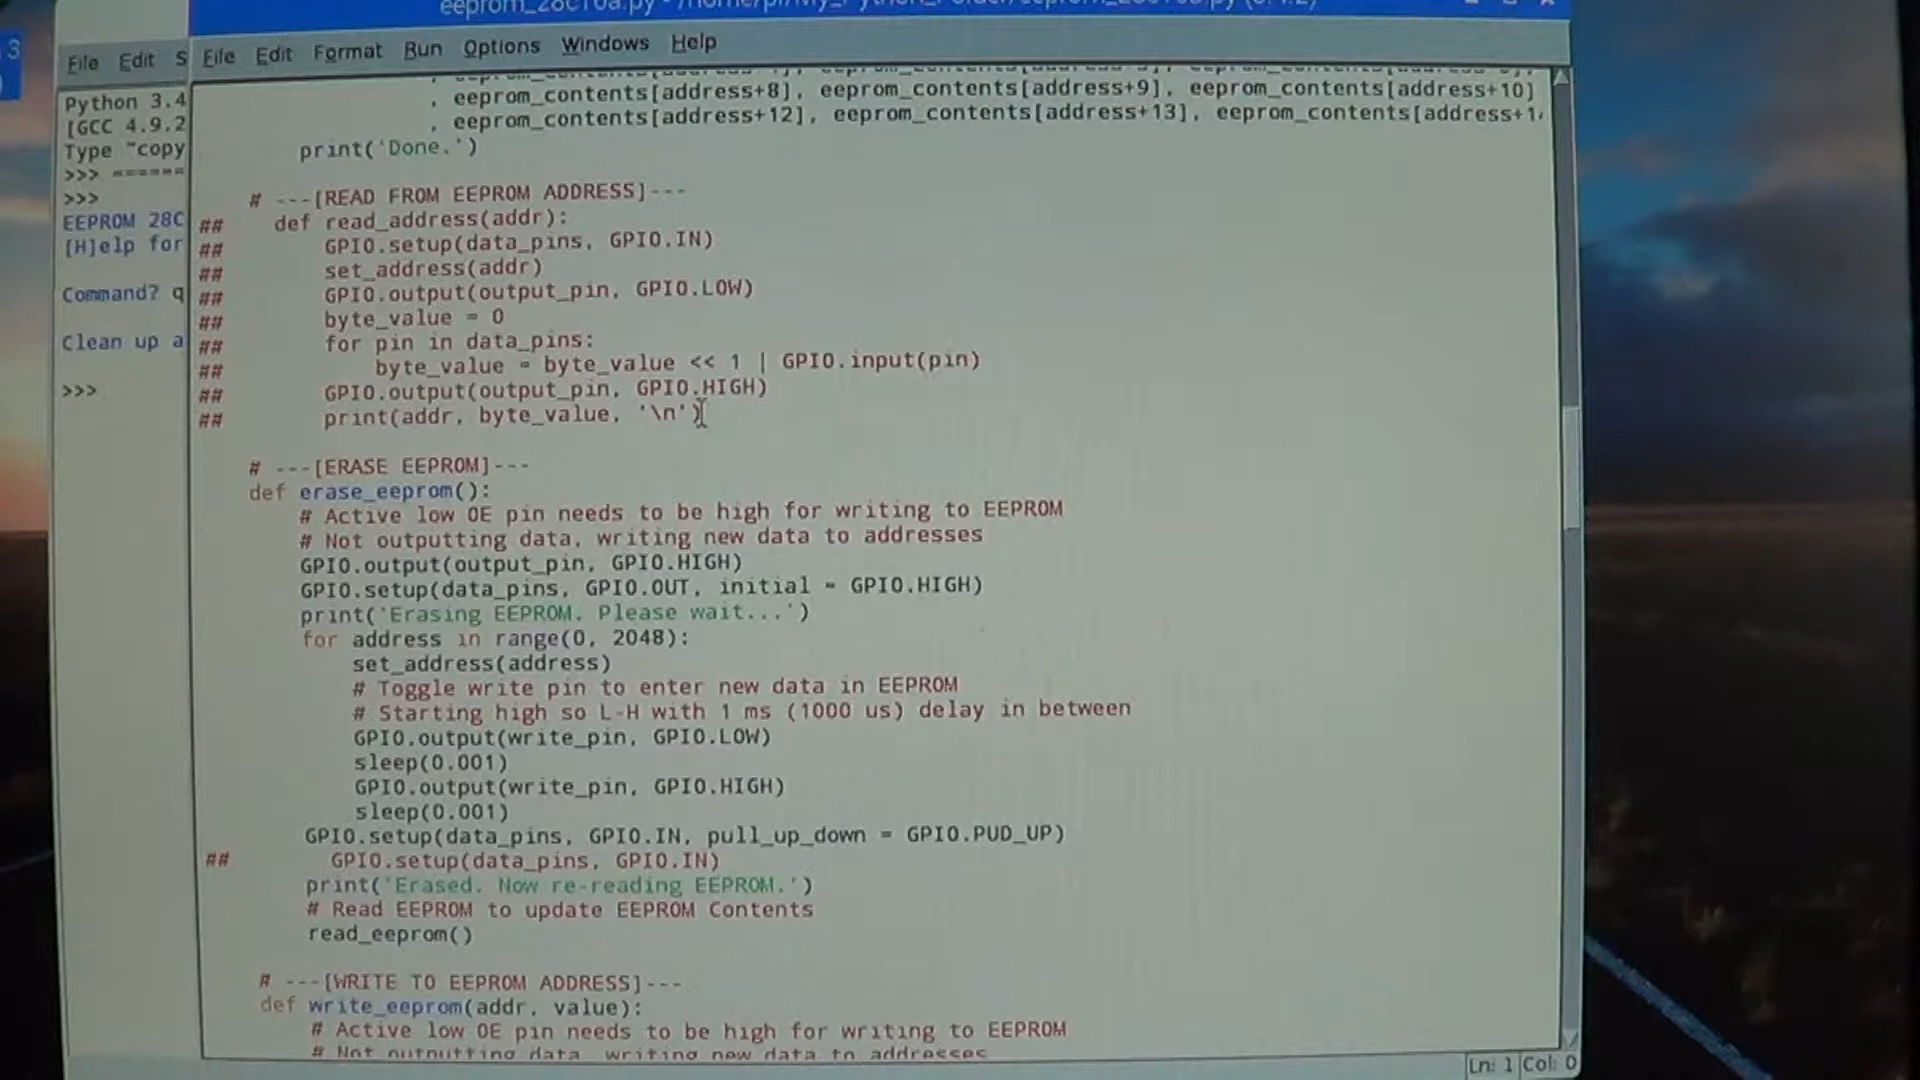 eeprom_28c16a.py
3
File Edit S
Python 3.4
[GCC 4.9.2
Type "copy
>>> ======
>>>
EEPROM 28C
[H]elp for
Command? q
Clean up a
>>>
File Edit Format Run Options Windows Help
, eeprom_contents[address+8], eeprom_contents[address+9], eeprom_contents[address+10]
, eeprom_contents[address+12], eeprom_contents[address+13], eeprom_contents[address+1
print('Done.')
# ---[READ FROM EEPROM ADDRESS]---
## def read_address(addr):
## GPIO.setup(data_pins, GPIO.IN)
## set_address(addr)
## GPIO.output(output_pin, GPIO.LOW)
## byte_value = 0
## for pin in data_pins:
## byte_value = byte_value << 1 | GPIO.input(pin)
## GPIO.output(output_pin, GPIO.HIGH)
## print(addr, byte_value, '\n')
# ---[ERASE EEPROM]---
def erase_eeprom():
# Active low OE pin needs to be high for writing to EEPROM
# Not outputting data, writing new data to addresses
GPIO.output(output_pin, GPIO.HIGH)
GPIO.setup(data_pins, GPIO.OUT, initial = GPIO.HIGH)
print('Erasing EEPROM. Please wait...')
for address in range(0, 2048):
set_address(address)
# Toggle write pin to enter new data in EEPROM
# Starting high so L-H with 1 ms (1000 us) delay in between
GPIO.output(write_pin, GPIO.LOW)
sleep(0.001)
GPIO.output(write_pin, GPIO.HIGH)
sleep(0.001)
GPIO.setup(data_pins, GPIO.IN, pull_up_down = GPIO.PUD_UP)
## GPIO.setup(data_pins, GPIO.IN)
print('Erased. Now re-reading EEPROM.')
# Read EEPROM to update EEPROM Contents
read_eeprom()
# ---[WRITE TO EEPROM ADDRESS]---
def write_eeprom(addr, value):
# Active low OE pin needs to be high for writing to EEPROM
# Not outputting data, writing new data to addresses
Ln: 1 Col: 0